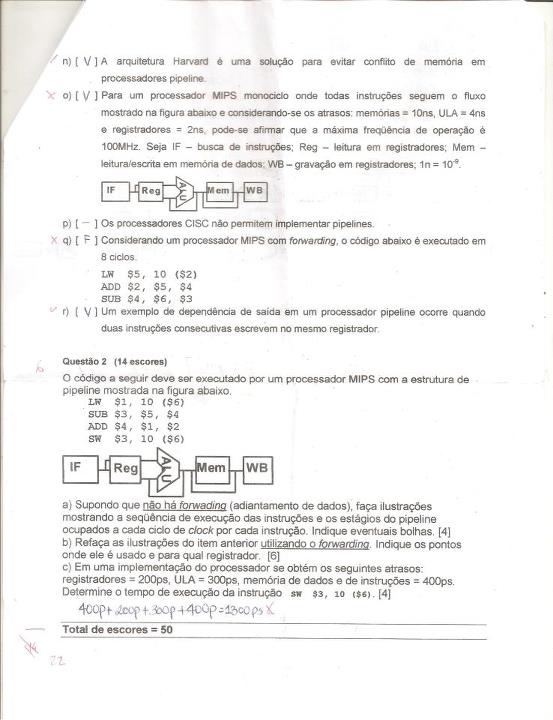 ✓ n) [ V ] A arquitetura Harvard é uma solução para evitar conflito de memória em
processadores pipeline.
✗ o) [ V ] Para um processador MIPS monociclo onde todas instruções seguem o fluxo
mostrado na figura abaixo e considerando-se os atrasos: memórias = 10ns, ULA = 4ns
e registradores = 2ns, pode-se afirmar que a máxima freqüência de operação é
100MHz. Seja IF – busca de instruções; Reg – leitura em registradores; Mem –
leitura/escrita em memória de dados; WB – gravação em registradores; 1n = 10⁻⁹.
IF Reg ALU Mem WB
p) [ – ] Os processadores CISC não permitem implementar pipelines.
✗ q) [ F ] Considerando um processador MIPS com forwarding, o código abaixo é executado em
8 ciclos.
LW $5, 10 ($2)
ADD $2, $5, $4
SUB $4, $6, $3
✓ r) [ V ] Um exemplo de dependência de saída em um processador pipeline ocorre quando
duas instruções consecutivas escrevem no mesmo registrador.
Questão 2 (14 escores)
O código a seguir deve ser executado por um processador MIPS com a estrutura de
pipeline mostrada na figura abaixo.
LW $1, 10 ($6)
SUB $3, $5, $4
ADD $4, $1, $2
SW $3, 10 ($6)
IF Reg ALU Mem WB
a) Supondo que não há forwading (adiantamento de dados), faça ilustrações
mostrando a seqüência de execução das instruções e os estágios do pipeline
ocupados a cada ciclo de clock por cada instrução. Indique eventuais bolhas. [4]
b) Refaça as ilustrações do item anterior utilizando o forwarding. Indique os pontos
onde ele é usado e para qual registrador. [6]
c) Em uma implementação do processador se obtém os seguintes atrasos:
registradores = 200ps, ULA = 300ps, memória de dados e de instruções = 400ps.
Determine o tempo de execução da instrução SW $3, 10 ($6). [4]
400p + 200p + 300p + 400p = 1300ps ✗
Total de escores = 50
22